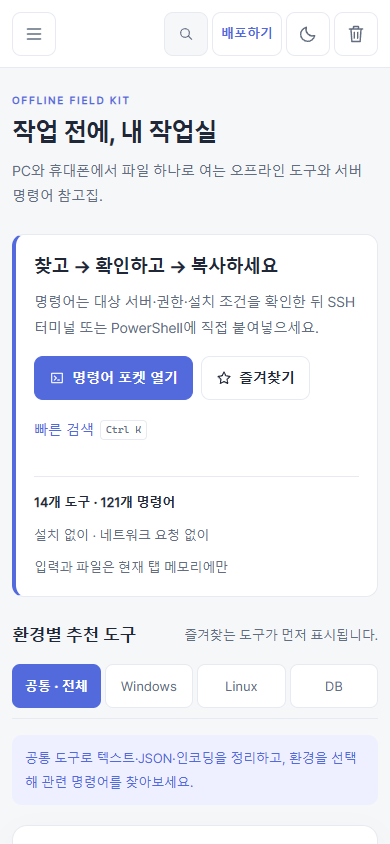 배포하기
OFFLINE FIELD KIT
작업 전에, 내 작업실
PC와 휴대폰에서 파일 하나로 여는 오프라인 도구와 서버
명령어 참고집.
찾고 → 확인하고 → 복사하세요
명령어는 대상 서버·권한·설치 조건을 확인한 뒤 SSH
터미널 또는 PowerShell에 직접 붙여넣으세요.
명령어 포켓 열기
즐겨찾기
빠른 검색 Ctrl K
14개 도구 · 121개 명령어
설치 없이 · 네트워크 요청 없이
입력과 파일은 현재 탭 메모리에만
환경별 추천 도구
즐겨찾는 도구가 먼저 표시됩니다.
공통 · 전체
Windows
Linux
DB
공통 도구로 텍스트·JSON·인코딩을 정리하고, 환경을 선택
해 관련 명령어를 찾아보세요.